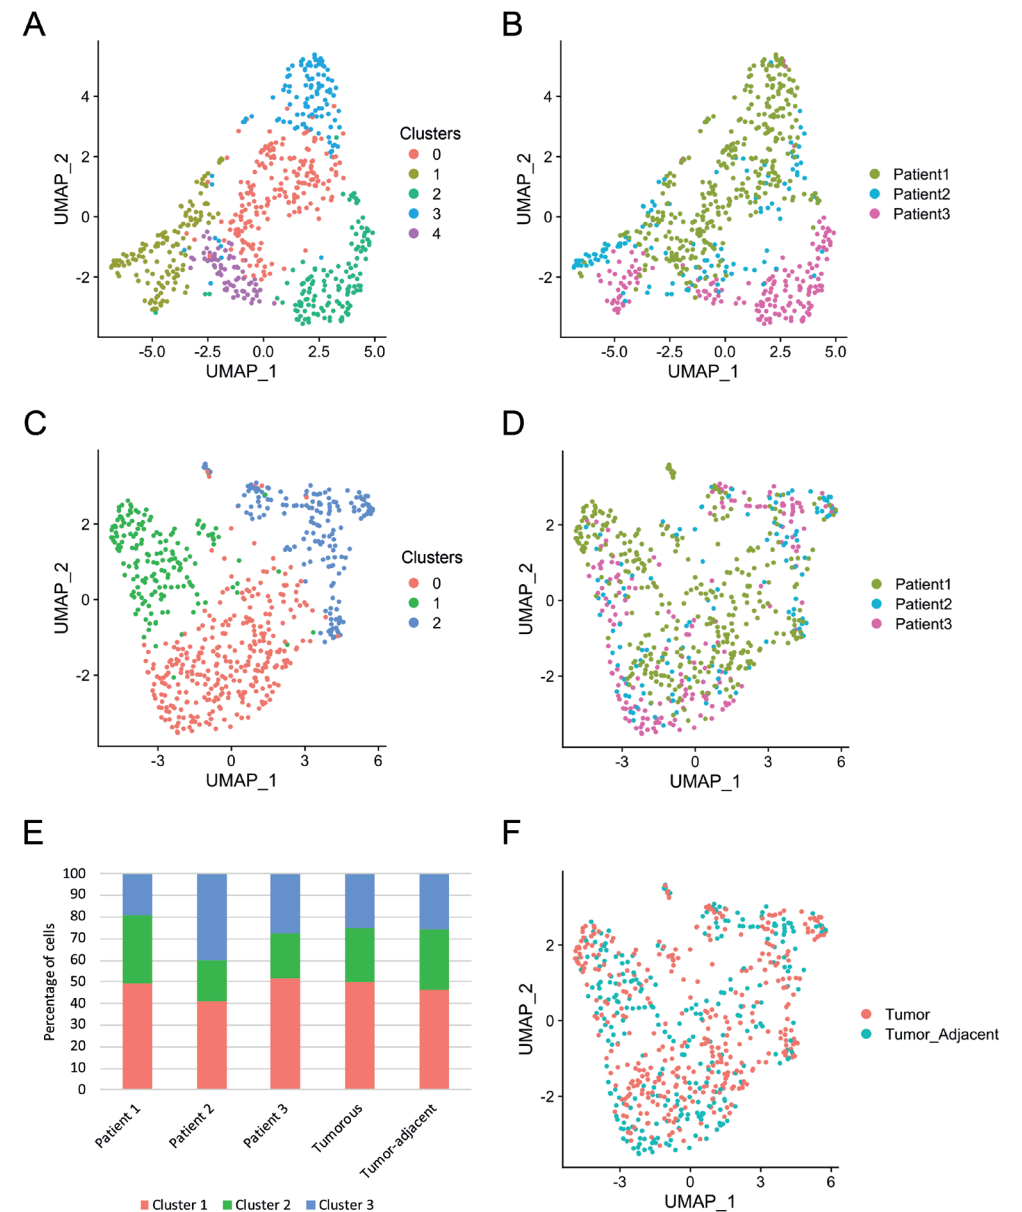 A
UMAP_2
4
2
0
-2
-5.0 -2.5 0.0 2.5 5.0
UMAP_1
Clusters
0
1
2
3
4
B
UMAP_2
4
2
0
-2
-5.0 -2.5 0.0 2.5 5.0
UMAP_1
Patient1
Patient2
Patient3
C
UMAP_2
2
0
-2
-3 0 3 6
UMAP_1
Clusters
0
1
2
D
UMAP_2
2
0
-2
-3 0 3 6
UMAP_1
Patient1
Patient2
Patient3
E
Percentage of cells
100
90
80
70
60
50
40
30
20
10
0
Patient 1
Patient 2
Patient 3
Tumorous
Tumor-adjacent
Cluster 1 Cluster 2 Cluster 3
F
UMAP_2
2
0
-2
-3 0 3 6
UMAP_1
Tumor
Tumor_Adjacent